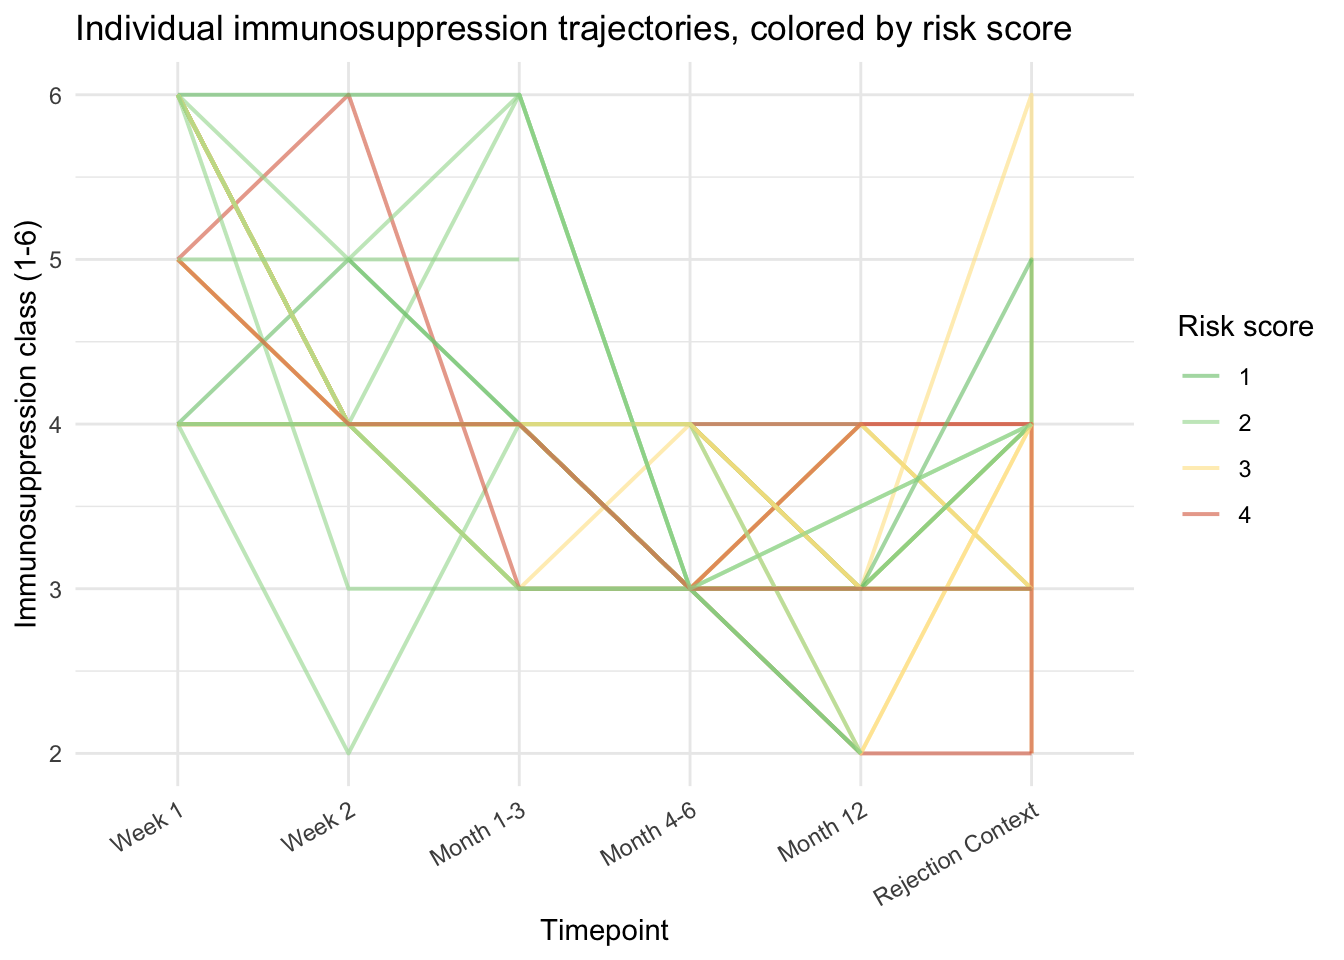 Individual immunosuppression trajectories, colored by risk score
Immunosuppression class (1-6)
6
5
4
3
2
Week 1
Week 2
Month 1-3
Month 4-6
Month 12
Rejection Context
Timepoint
Risk score
1
2
3
4